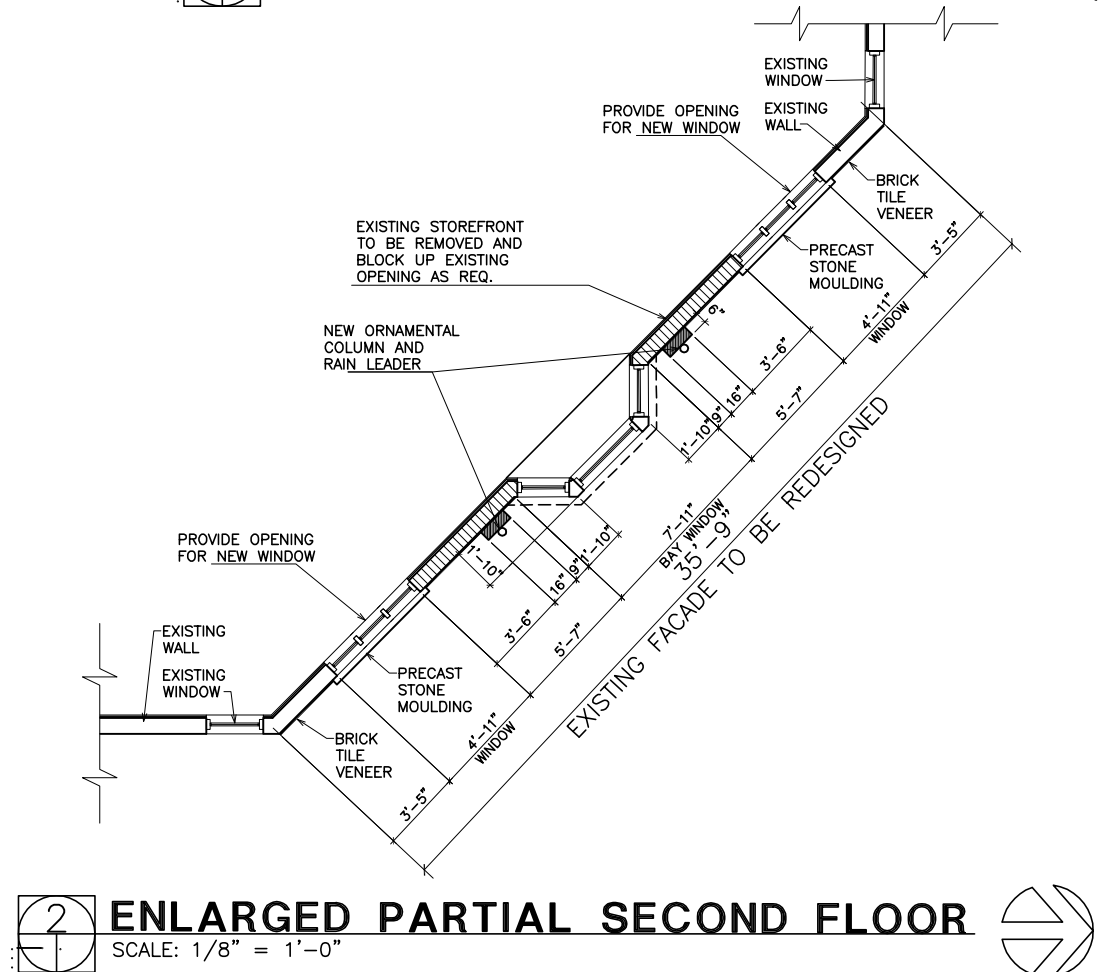 EXISTING
WINDOW
PROVIDE OPENING
FOR NEW WINDOW
EXISTING
WALL
BRICK
TILE
VENEER
EXISTING STOREFRONT
TO BE REMOVED AND
BLOCK UP EXISTING
OPENING AS REQ.
PRECAST
STONE
MOULDING
3'-5"
4'-11"
WINDOW
6"
NEW ORNAMENTAL
COLUMN AND
RAIN LEADER
3'-6"
16"
9"
1'-10"
5'-7"
7'-11"
BAY WINDOW
35'-9"
EXISTING FACADE TO BE REDESIGNED
PROVIDE OPENING
FOR NEW WINDOW
1'-10"
1'-10"
9"
16"
3'-6"
5'-7"
EXISTING
WALL
EXISTING
WINDOW
PRECAST
STONE
MOULDING
4'-11"
WINDOW
BRICK
TILE
VENEER
3'-5"
2
1
ENLARGED PARTIAL SECOND FLOOR
SCALE: 1/8" = 1'-0"